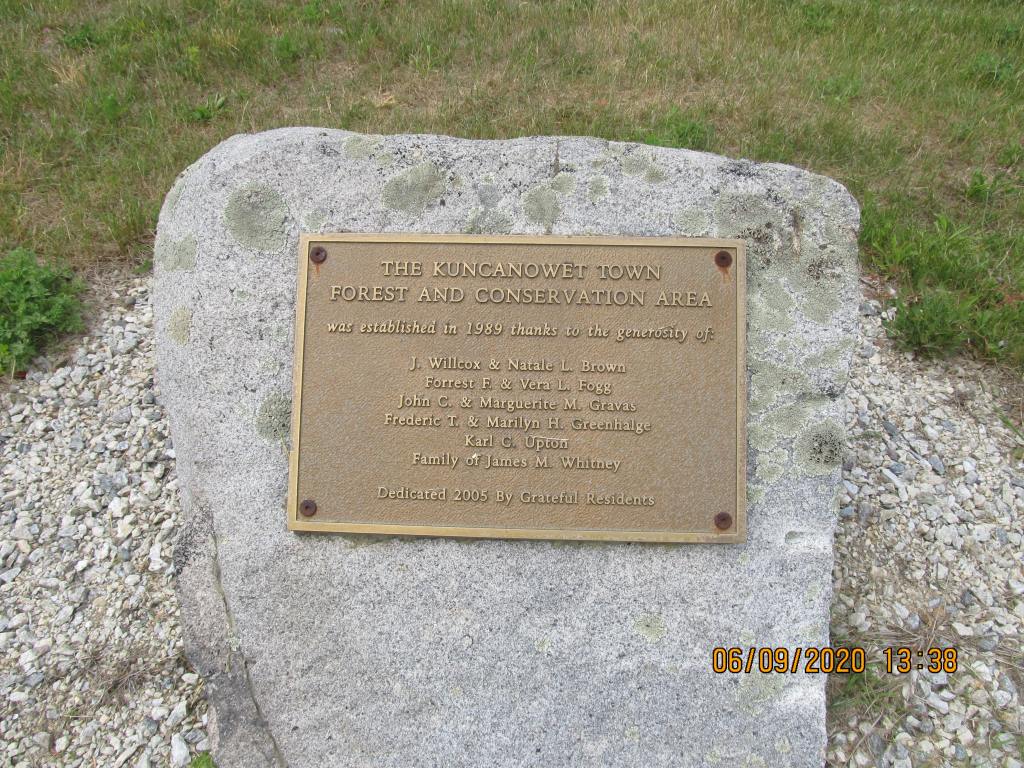 THE KUNCANOWET TOWN
FOREST AND CONSERVATION AREA
was established in 1989 thanks to the generosity of:
J. Willcox & Natale L. Brown
Forrest F. & Vera L. Fogg
John C. & Marguerite M. Gravas
Frederic T. & Marilyn H. Greenhalge
Karl C. Upton
Family of James M. Whitney
Dedicated 2005 By Grateful Residents
06/09/2020 13:38